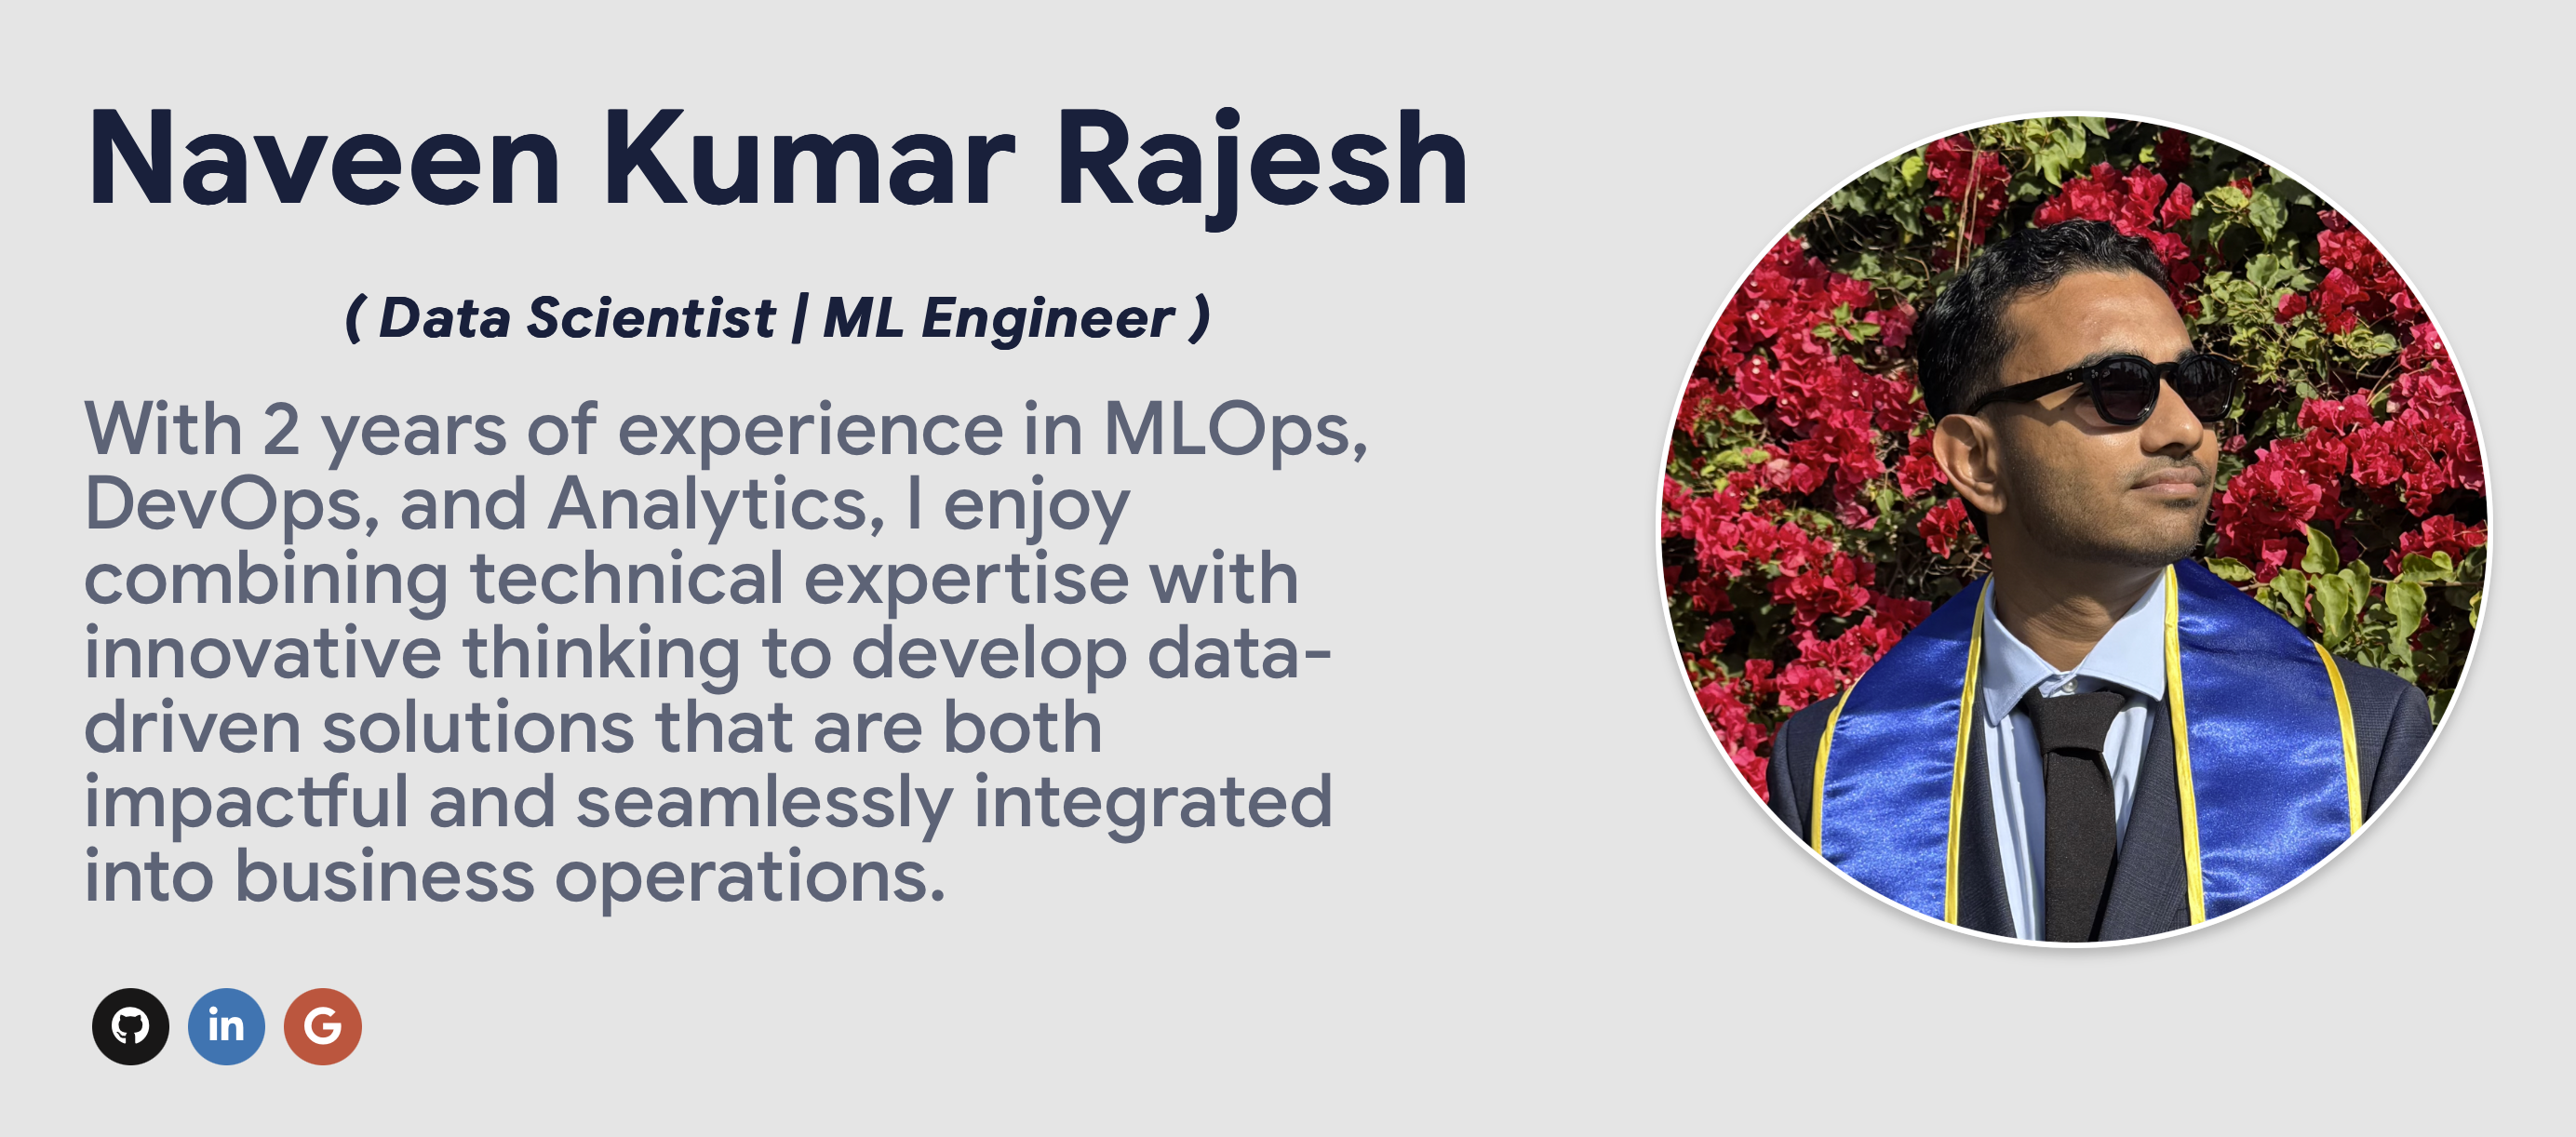 Naveen Kumar Rajesh
( Data Scientist | ML Engineer )
With 2 years of experience in MLOps,
DevOps, and Analytics, I enjoy
combining technical expertise with
innovative thinking to develop data-
driven solutions that are both
impactful and seamlessly integrated
into business operations.
in G